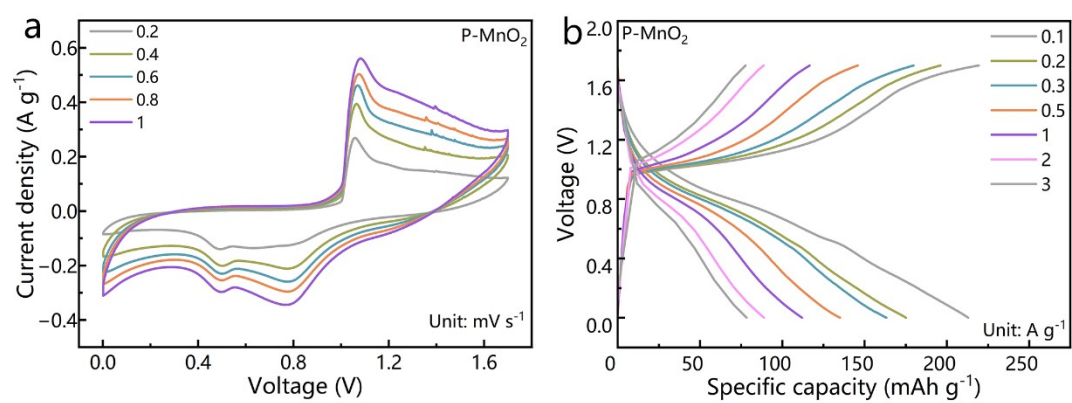 a
P-MnO₂
0.2
0.4
0.6
0.8
1
Unit: mV s⁻¹
0.6
0.4
0.2
0.0
−0.2
−0.4
0.0 0.4 0.8 1.2 1.6
Current density (A g⁻¹)
Voltage (V)
b
P-MnO₂
0.1
0.2
0.3
0.5
1
2
3
Unit: A g⁻¹
2.0
1.6
1.2
0.8
0.4
0.0
0 50 100 150 200 250
Voltage (V)
Specific capacity (mAh g⁻¹)